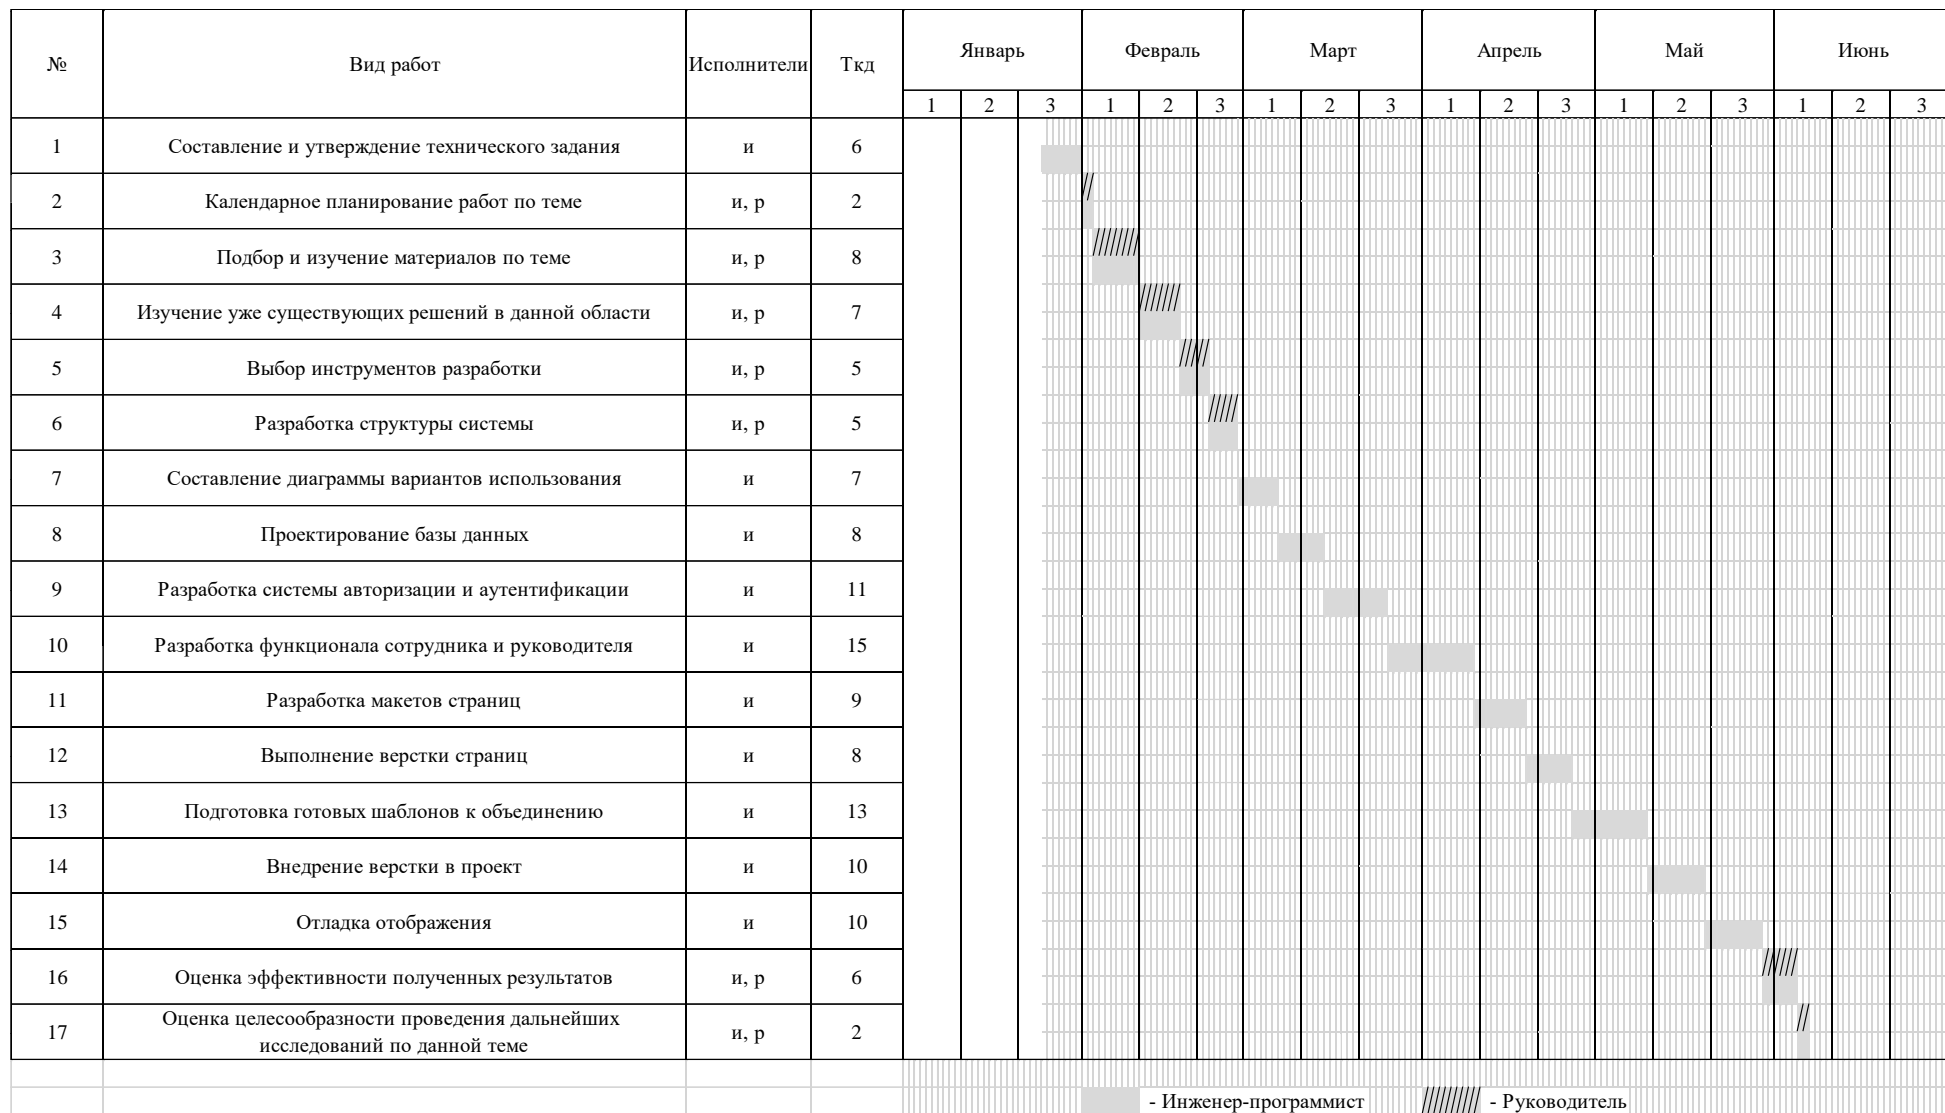 № Вид работ Исполнители Ткд Январь Февраль Март Апрель Май Июнь
1 2 3 1 2 3 1 2 3 1 2 3 1 2 3 1 2 3
1 Составление и утверждение технического задания и 6
2 Календарное планирование работ по теме и, р 2
3 Подбор и изучение материалов по теме и, р 8
4 Изучение уже существующих решений в данной области и, р 7
5 Выбор инструментов разработки и, р 5
6 Разработка структуры системы и, р 5
7 Составление диаграммы вариантов использования и 7
8 Проектирование базы данных и 8
9 Разработка системы авторизации и аутентификации и 11
10 Разработка функционала сотрудника и руководителя и 15
11 Разработка макетов страниц и 9
12 Выполнение верстки страниц и 8
13 Подготовка готовых шаблонов к объединению и 13
14 Внедрение верстки в проект и 10
15 Отладка отображения и 10
16 Оценка эффективности полученных результатов и, р 6
17 Оценка целесообразности проведения дальнейших
исследований по данной теме и, р 2
- Инженер-программист - Руководитель